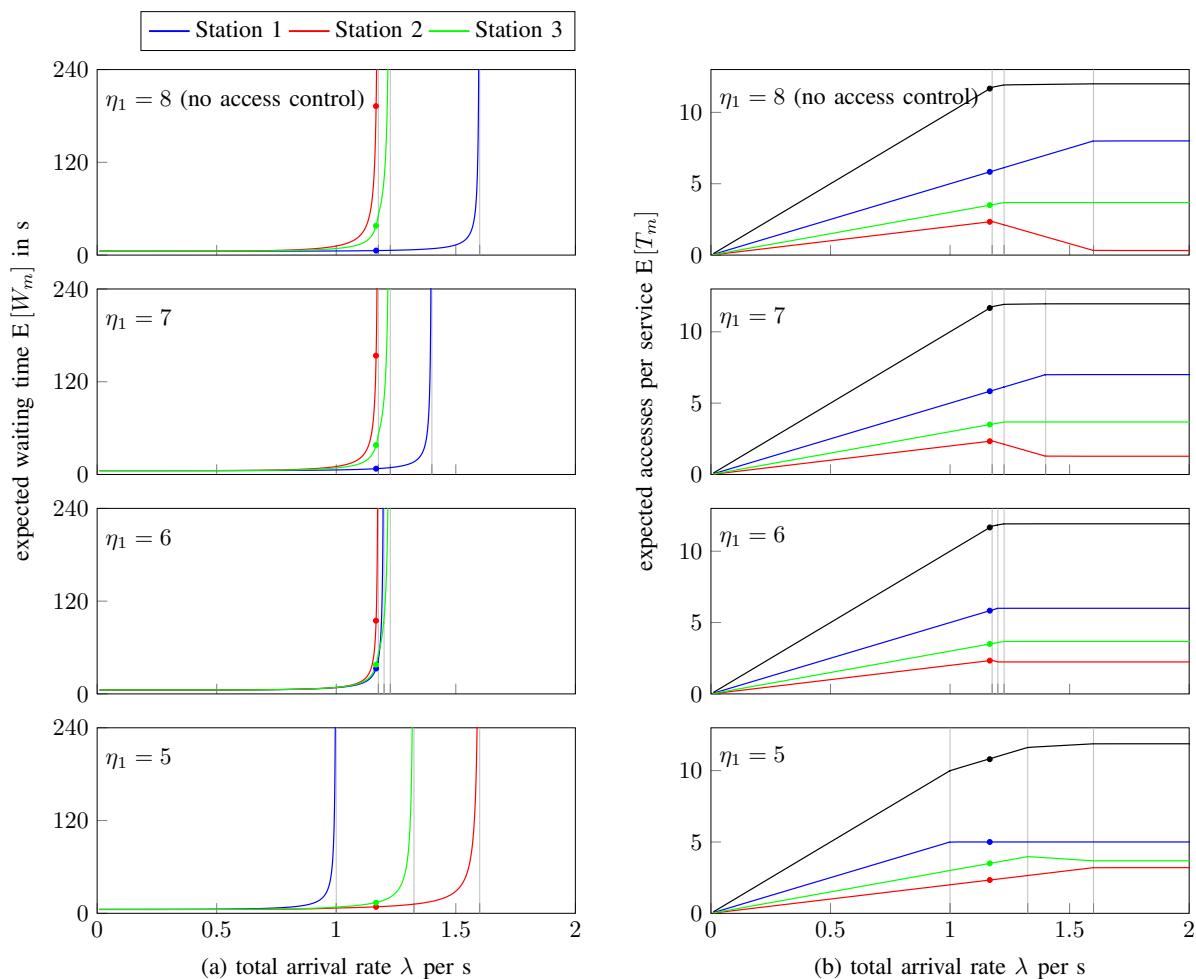 Station 1 Station 2 Station 3
expected waiting time E [W_m] in s
240
120
0
η₁ = 8 (no access control)
240
120
0
η₁ = 7
240
120
0
η₁ = 6
240
120
0
η₁ = 5
0 0.5 1 1.5 2
(a) total arrival rate λ per s
expected accesses per service E [T_m]
10
5
0
η₁ = 8 (no access control)
10
5
0
η₁ = 7
10
5
0
η₁ = 6
10
5
0
η₁ = 5
0 0.5 1 1.5 2
(b) total arrival rate λ per s